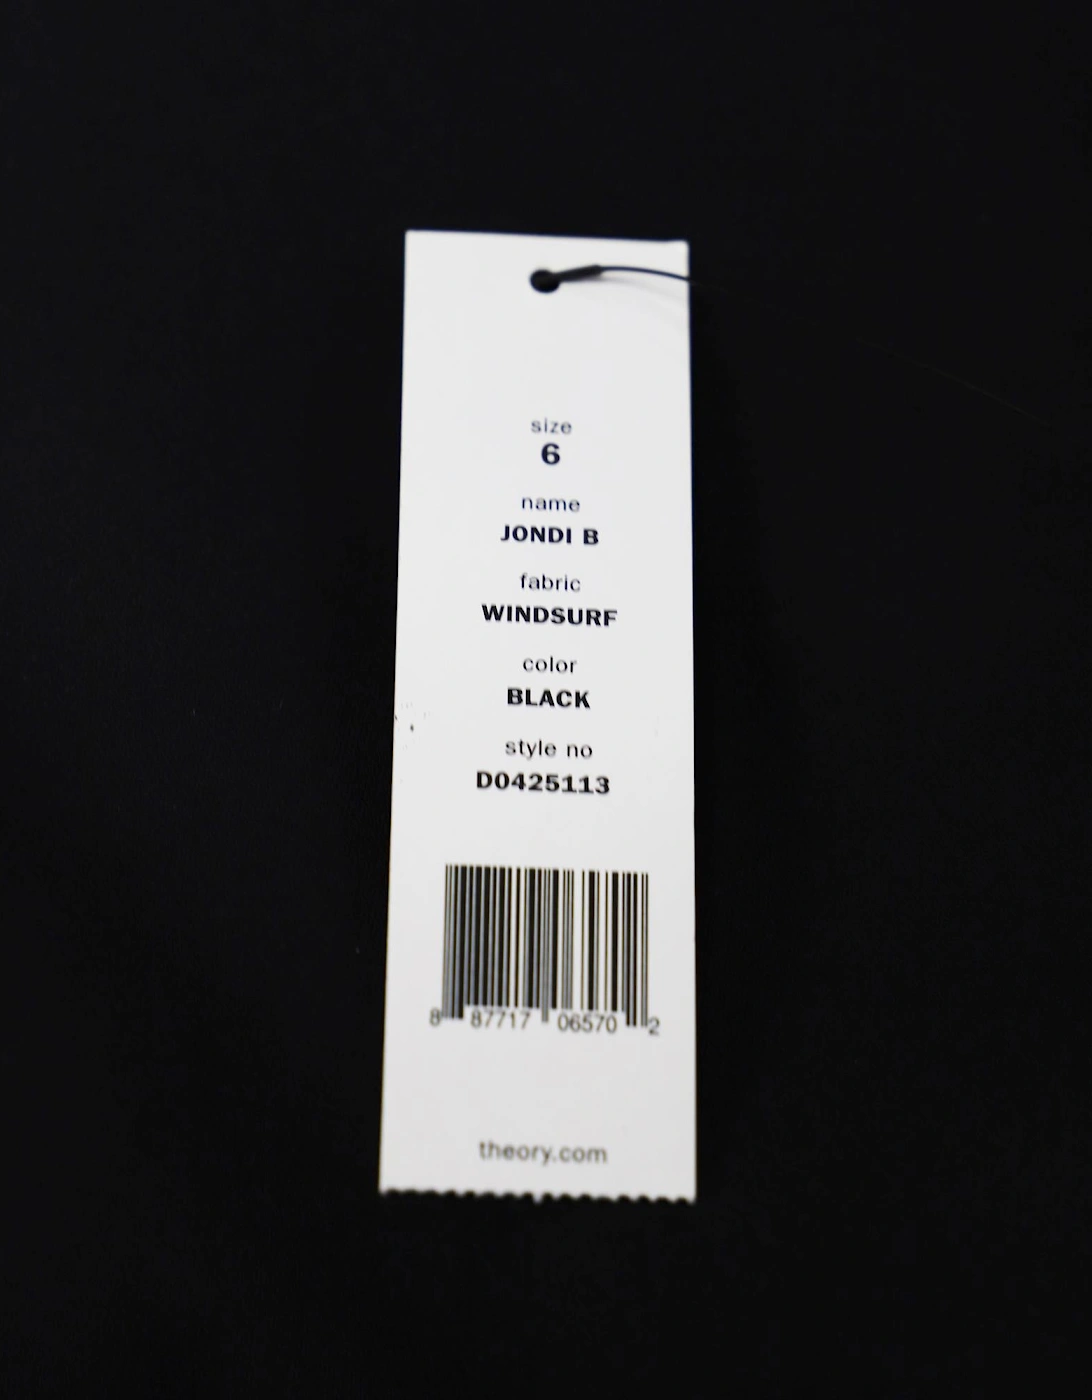 size
6
name
JONDI B
fabric
WINDSURF
color
BLACK
style no
D0425113
8 87717 06570 2
theory.com